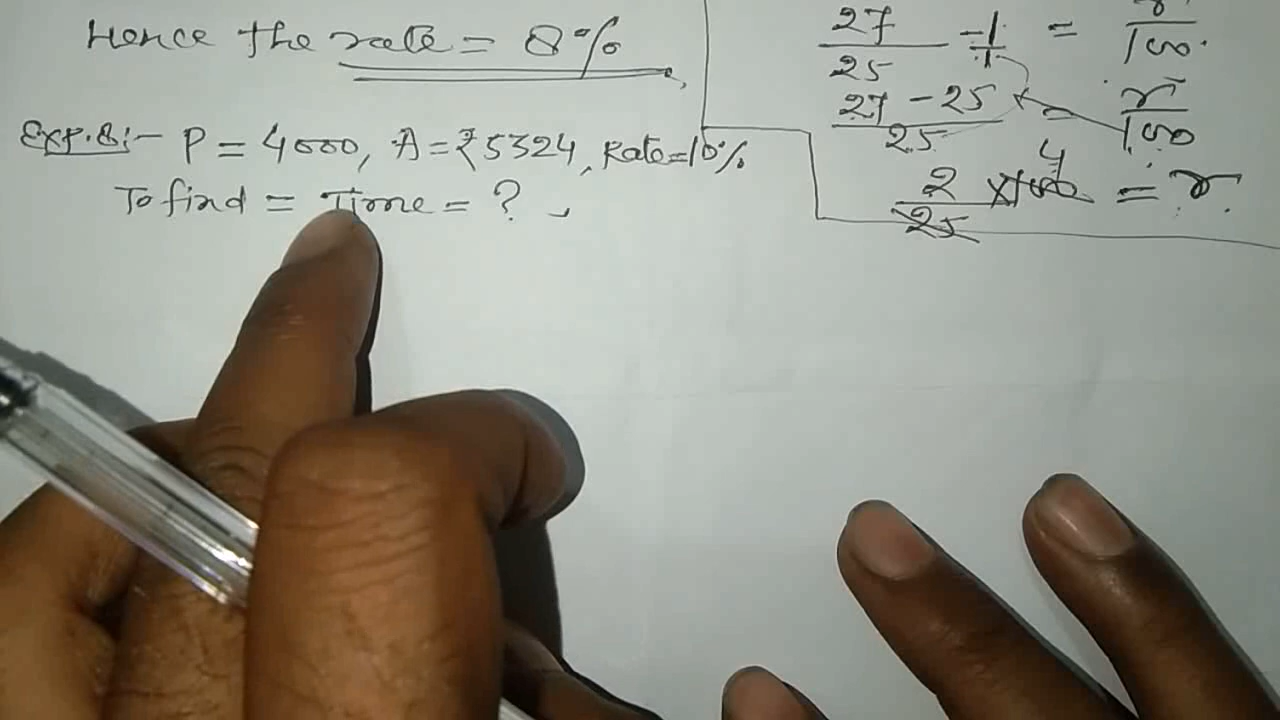 Hence the rate = 8%
Exp.8:- P = 4000, A = ₹5324, Rate=10%
To find = Time = ?
27/25 - 1/1 = r/100
27 - 25/25 = r/100
2/25 × 100 4 = r.